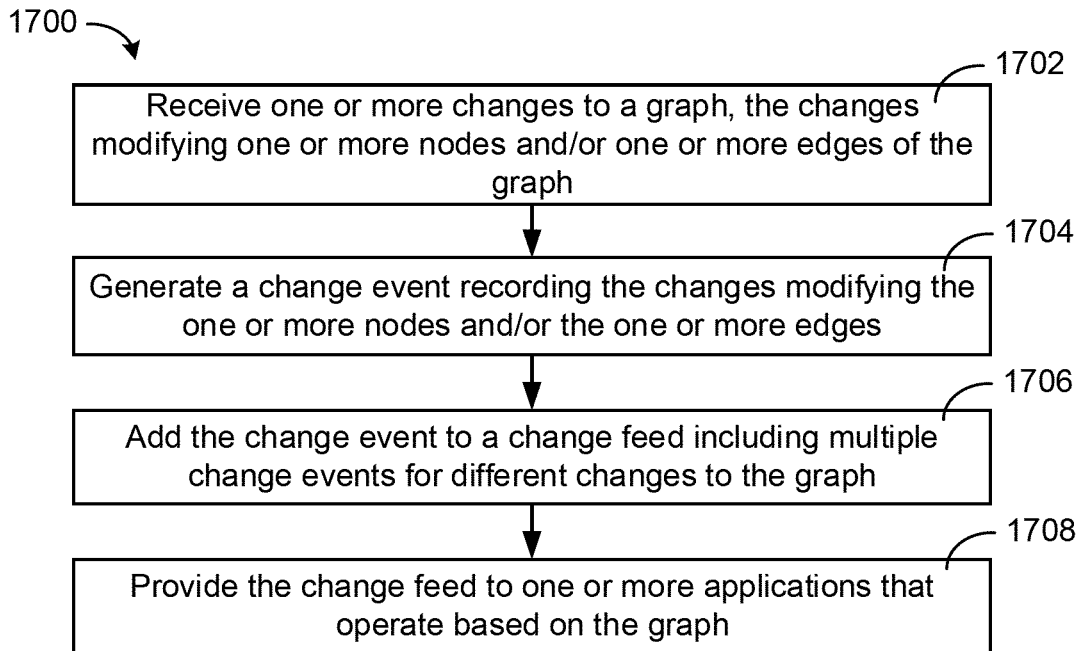 1700
1702
Receive one or more changes to a graph, the changes
modifying one or more nodes and/or one or more edges of the
graph
1704
Generate a change event recording the changes modifying the
one or more nodes and/or the one or more edges
1706
Add the change event to a change feed including multiple
change events for different changes to the graph
1708
Provide the change feed to one or more applications that
operate based on the graph